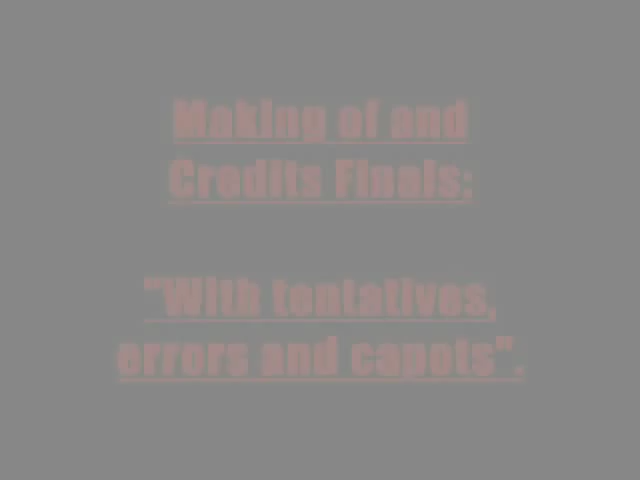 Making of and
Credits Finals:
"With tentatives,
errors and capots".